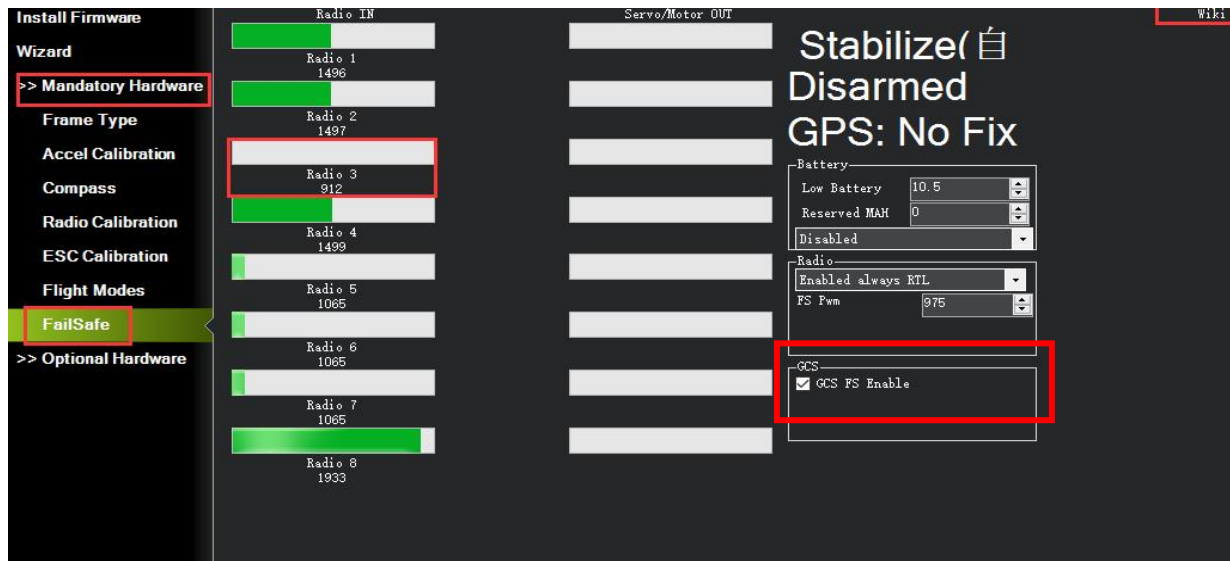 Install Firmware
Wizard
>> Mandatory Hardware
Frame Type
Accel Calibration
Compass
Radio Calibration
ESC Calibration
Flight Modes
FailSafe
>> Optional Hardware
Radio IN
Radio 1
1496
Radio 2
1497
Radio 3
912
Radio 4
1499
Radio 5
1065
Radio 6
1065
Radio 7
1065
Radio 8
1933
Servo/Motor OUT
Wiki
Stabilize(自
Disarmed
GPS: No Fix
Battery
Low Battery 10.5
Reserved MAH 0
Disabled
Radio
Enabled always RTL
FS Pwm 975
GCS
GCS FS Enable